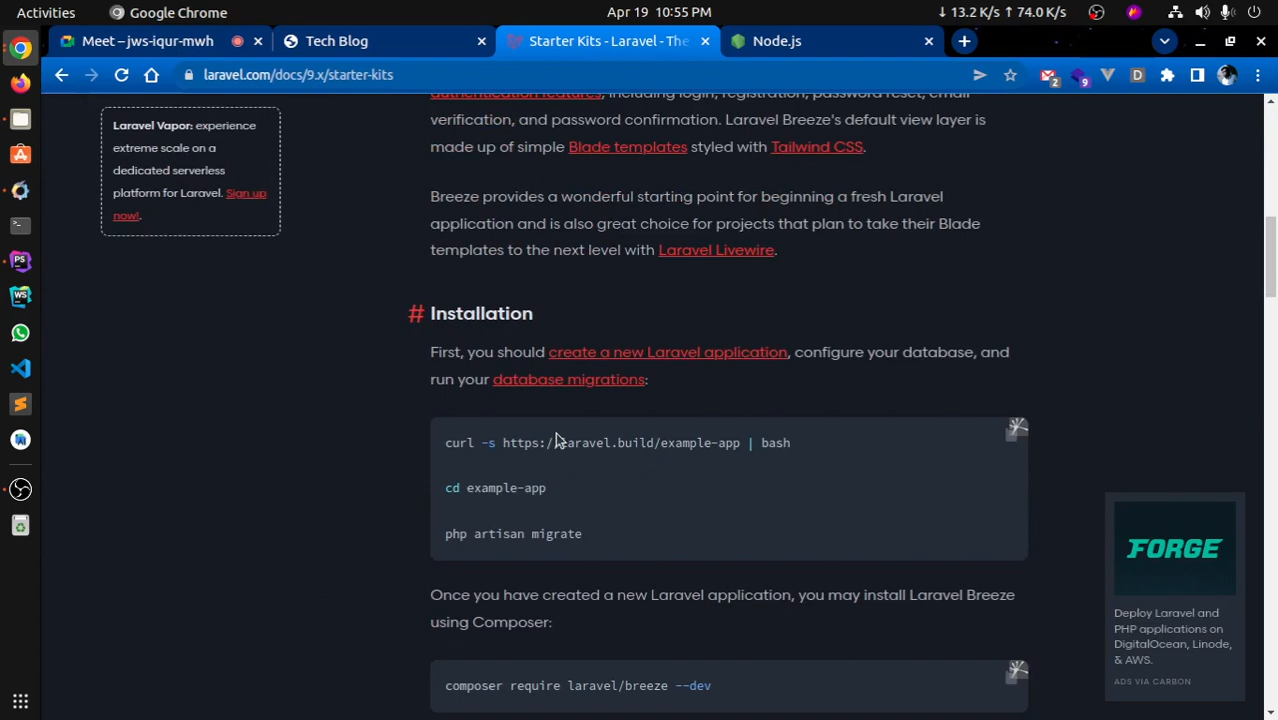 Activities
Google Chrome
Apr 19 10:55 PM
↓ 13.2 K/s ↑ 74.0 K/s
Meet – jws-iqur-mwh
Tech Blog
Starter Kits - Laravel - The
Node.js
laravel.com/docs/9.x/starter-kits
2
9
D
Laravel Vapor: experience
extreme scale on a
dedicated serverless
platform for Laravel. Sign up
now!.
authentication features, including login, registration, password reset, email
verification, and password confirmation. Laravel Breeze's default view layer is
made up of simple Blade templates styled with Tailwind CSS.
Breeze provides a wonderful starting point for beginning a fresh Laravel
application and is also great choice for projects that plan to take their Blade
templates to the next level with Laravel Livewire.
# Installation
First, you should create a new Laravel application, configure your database, and
run your database migrations:
curl -s https://laravel.build/example-app | bash
cd example-app
php artisan migrate
Once you have created a new Laravel application, you may install Laravel Breeze
using Composer:
composer require laravel/breeze --dev
FORGE
Deploy Laravel and
PHP applications on
DigitalOcean, Linode,
& AWS.
ADS VIA CARBON
PS
WS